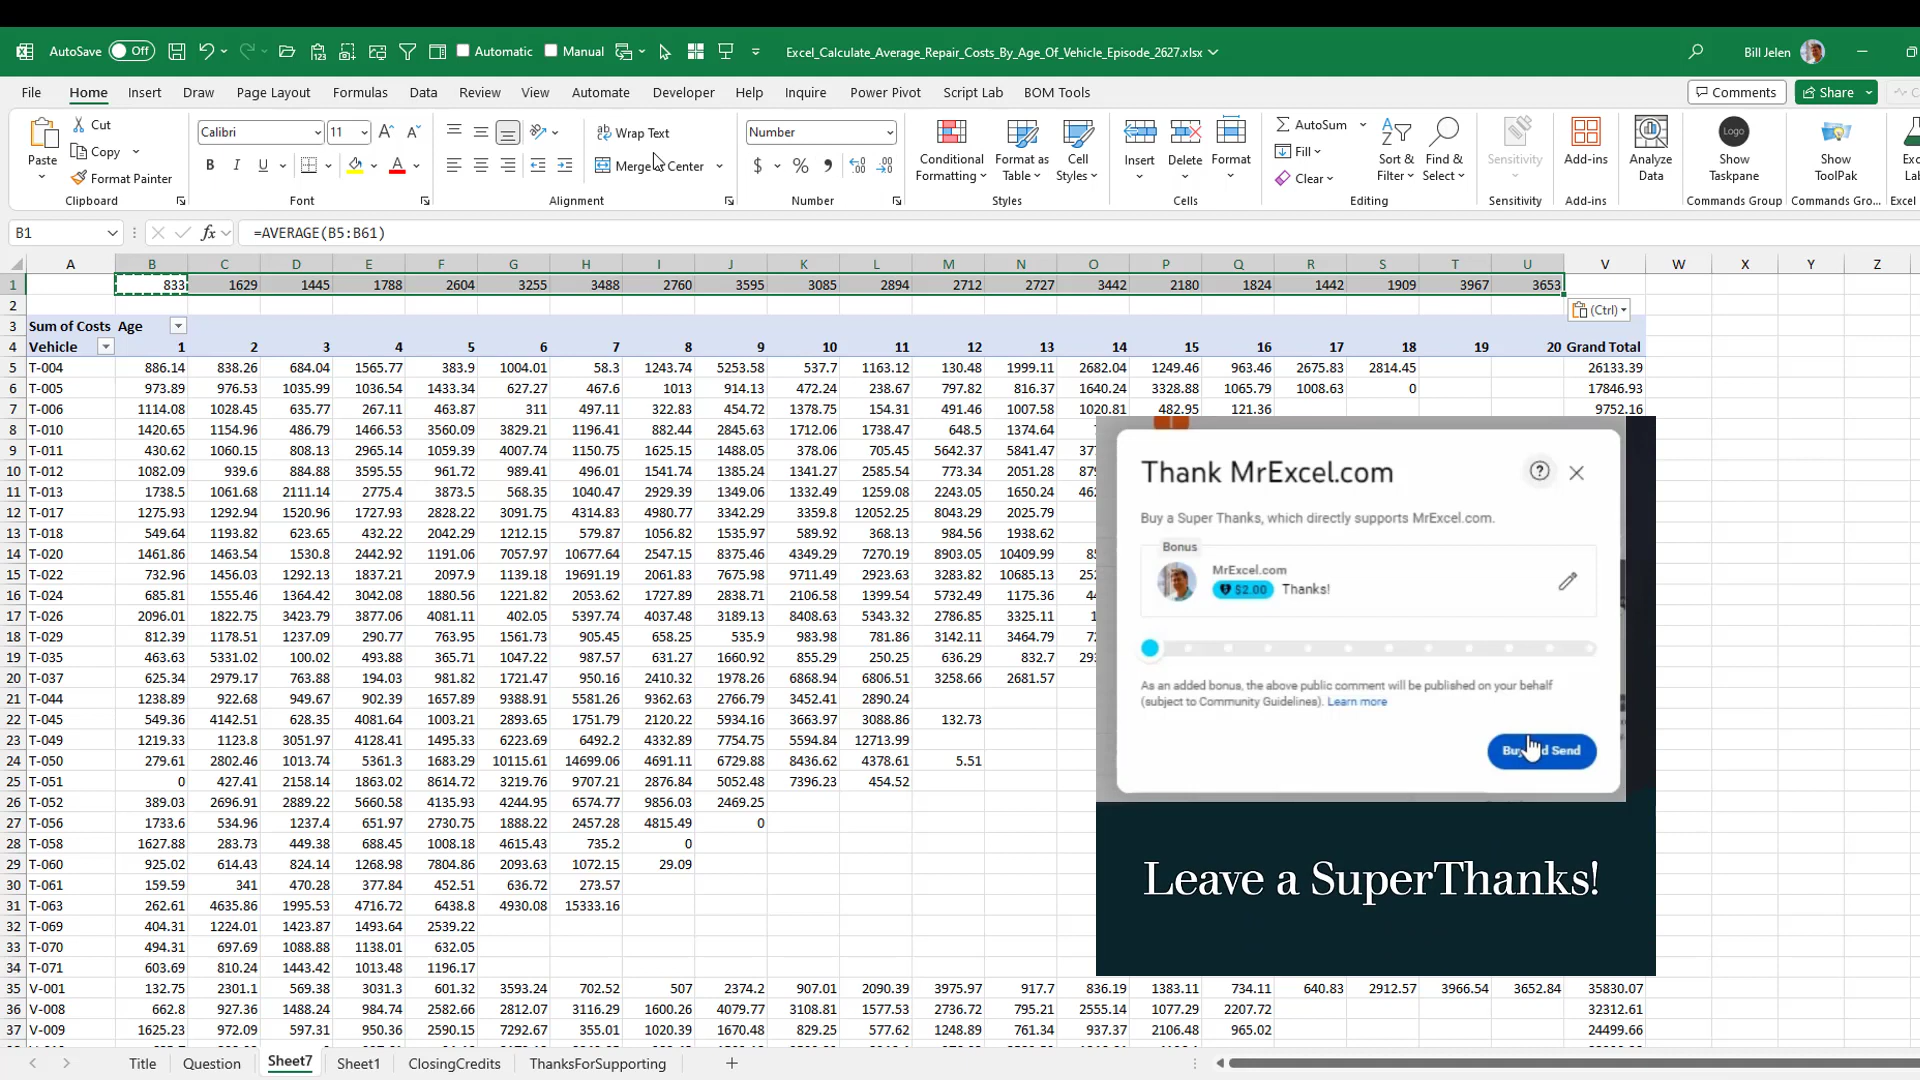 AutoSave Off Automatic Manual Excel_Calculate_Average_Repair_Costs_By_Age_Of_Vehicle_Episode_2627.xlsx Bill Jelen
File Home Insert Draw Page Layout Formulas Data Review View Automate Developer Help Inquire Power Pivot Script Lab BOM Tools Comments Share
Paste Cut Copy Format Painter Clipboard
Calibri 11 B I U Font
Wrap Text Merge Center Alignment
Number $ % Number
Conditional Formatting Format as Table Cell Styles Styles
Insert Delete Format Cells
AutoSum Fill Clear Sort & Filter Find & Select Editing
Sensitivity Sensitivity
Add-ins Add-ins
Analyze Data
Show Taskpane Commands Group
Show ToolPak Commands Gro...
B1 fx =AVERAGE(B5:B61)
A B C D E F G H I J K L M N O P Q R S T U V W X Y Z
1 833 1629 1445 1788 2604 3255 3488 2760 3595 3085 2894 2712 2727 3442 2180 1824 1442 1909 3967 3653
2 (Ctrl)
3 Sum of Costs Age
4 Vehicle 1 2 3 4 5 6 7 8 9 10 11 12 13 14 15 16 17 18 19 20 Grand Total
5 T-004 886.14 838.26 684.04 1565.77 383.9 1004.01 58.3 1243.74 5253.58 537.7 1163.12 130.48 1999.11 2682.04 1249.46 963.46 2675.83 2814.45 26133.39
6 T-005 973.89 976.53 1035.99 1036.54 1433.34 627.27 467.6 1013 914.13 472.24 238.67 797.82 816.37 1640.24 3328.88 1065.79 1008.63 0 17846.93
7 T-006 1114.08 1028.45 635.77 267.11 463.87 311 497.11 322.83 454.72 1378.75 154.31 491.46 1007.58 1020.81 482.95 121.36 9752.16
8 T-010 1420.65 1154.96 486.79 1466.53 3560.09 3829.21 1196.41 882.44 2845.63 1712.06 1738.47 648.5 1374.64
9 T-011 430.62 1060.15 808.13 2965.14 1059.39 4007.74 1150.75 1625.15 1488.05 378.06 705.45 5642.37 5841.47
10 T-012 1082.09 939.6 884.88 3595.55 961.72 989.41 496.01 1541.74 1385.24 1341.27 2585.54 773.34 2051.28
11 T-013 1738.5 1061.68 2111.14 2775.4 3873.5 568.35 1040.47 2929.39 1349.06 1332.49 1259.08 2243.05 1650.24
12 T-017 1275.93 1292.94 1520.96 1727.93 2828.22 3091.75 4314.83 4980.77 3342.29 3359.8 12052.25 8043.29 2025.79
13 T-018 549.64 1193.82 623.65 432.22 2042.29 1212.15 579.87 1056.82 1535.97 589.92 368.13 984.56 1938.62
14 T-020 1461.86 1463.54 1530.8 2442.92 1191.06 7057.97 10677.64 2547.15 8375.46 4349.29 7270.19 8903.05 10409.99
15 T-022 732.96 1456.03 1292.13 1837.21 2097.9 1139.18 19691.19 2061.83 7675.98 9711.49 2923.63 3283.82 10685.13
16 T-024 685.81 1555.46 1364.42 3042.08 1880.56 1221.82 2053.62 1727.89 2838.71 2106.58 1399.54 5732.49 1175.36
17 T-026 2096.01 1822.75 3423.79 3877.06 4081.11 402.05 5397.74 4037.48 3189.13 8408.63 5343.32 2786.85 3325.11
18 T-029 812.39 1178.51 1237.09 290.77 763.95 1561.73 905.45 658.25 535.9 983.98 781.86 3142.11 3464.79
19 T-035 463.63 5331.02 100.02 493.88 365.71 1047.22 987.57 631.27 1660.92 855.29 250.25 636.29 832.7
20 T-037 625.34 2979.17 763.88 194.03 981.82 1721.47 950.16 2410.32 1978.26 6868.94 6806.51 3258.66 2681.57
21 T-044 1238.89 922.68 949.67 902.39 1657.89 9388.91 5581.26 9362.63 2766.79 3452.41 2890.24
22 T-045 549.36 4142.51 628.35 4081.64 1003.21 2893.65 1751.79 2120.22 5934.16 3663.97 3088.86 132.73
23 T-049 1219.33 1123.8 3051.97 4128.41 1495.33 6223.69 6492.2 4332.89 7754.75 5594.84 12713.99
24 T-050 279.61 2802.46 1013.74 5361.3 1683.29 10115.61 14699.06 4691.11 6729.88 8436.62 4378.61 5.51
25 T-051 0 427.41 2158.14 1863.02 8614.72 3219.76 9707.21 2876.84 5052.48 7396.23 454.52
26 T-052 389.03 2696.91 2889.22 5660.58 4135.93 4244.95 6574.77 9856.03 2469.25
27 T-056 1733.6 534.96 1237.4 651.97 2730.75 1888.22 2457.28 4815.49 0
28 T-058 1627.88 283.73 449.38 688.45 1008.18 4615.43 735.2 0
29 T-060 925.02 614.43 824.14 1268.98 7804.86 2093.63 1072.15 29.09
30 T-061 159.59 341 470.28 377.84 452.51 636.72 273.57
31 T-063 262.61 4635.86 1995.53 4716.72 6438.8 4930.08 15333.16
32 T-069 404.31 1224.01 1423.87 1493.64 2539.22
33 T-070 494.31 697.69 1088.88 1138.01 632.05
34 T-071 603.69 810.24 1443.42 1013.48 1196.17
35 V-001 132.75 2301.1 569.38 3031.3 601.32 3593.24 702.52 507 2374.2 907.01 2090.39 3975.97 917.7 836.19 1383.11 734.11 640.83 2912.57 3966.54 3652.84 35830.07
36 V-008 662.8 927.36 1488.24 984.74 2582.66 2812.07 3116.29 1600.26 4079.77 3108.81 1577.53 2736.72 795.21 2555.14 1077.29 2207.72 32312.61
37 V-009 1625.23 972.09 597.31 950.36 2590.15 7292.67 355.01 1020.39 1670.48 829.25 577.62 1248.89 761.34 937.37 2106.48 965.02 24499.66
Thank MrExcel.com
Buy a Super Thanks, which directly supports MrExcel.com.
Bonus
MrExcel.com
$2.00 Thanks!
As an added bonus, the above public comment will be published on your behalf
(subject to Community Guidelines). Learn more
Send
Leave a SuperThanks!
Title Question Sheet7 Sheet1 ClosingCredits ThanksForSupporting